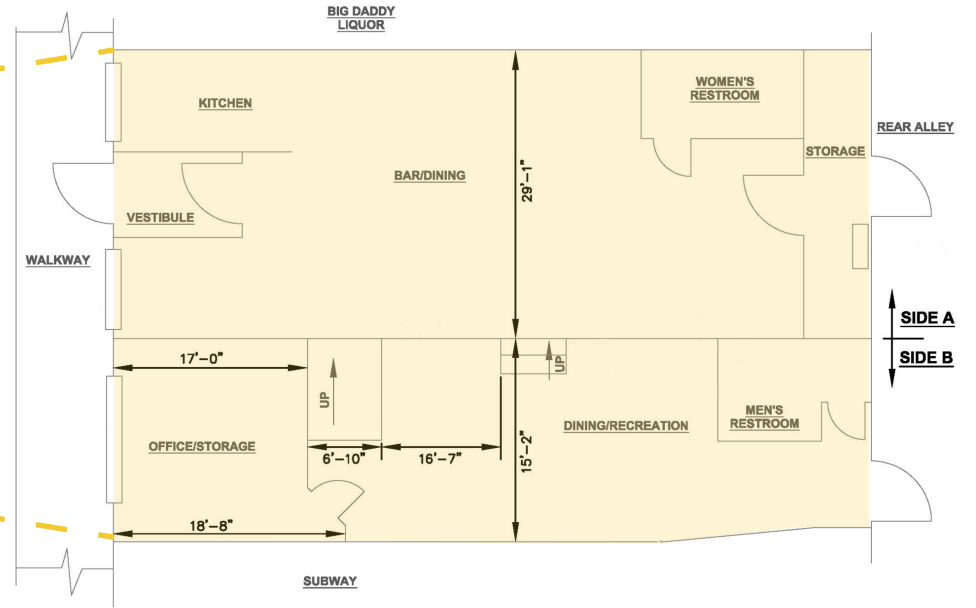 BIG DADDY
LIQUOR
KITCHEN
WOMEN'S
RESTROOM
REAR ALLEY
STORAGE
BAR/DINING
29'-1"
VESTIBULE
WALKWAY
SIDE A
SIDE B
17'-0"
UP
UP
OFFICE/STORAGE
6'-10"
16'-7"
15'-2"
DINING/RECREATION
MEN'S
RESTROOM
18'-8"
SUBWAY